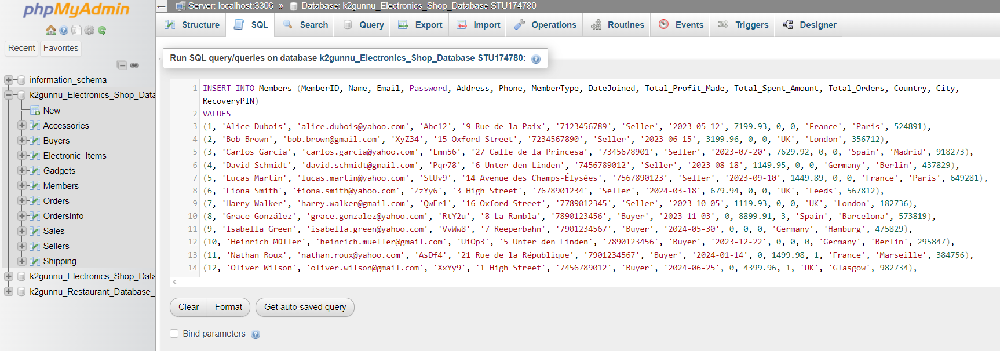 phpMyAdmin
Recent
Favorites
information_schema
k2gunnu_Electronics_Shop_Data
New
Accessories
Buyers
Electronic_Items
Gadgets
Members
Orders
OrdersInfo
Sales
Sellers
Shipping
k2gunnu_Electronics_Shop_Data
k2gunnu_Restaurant_Database_
Server: localhost:3306 » Database: k2gunnu_Electronics_Shop_Database STU174780
Structure SQL Search Query Export Import Operations Routines Events Triggers Designer
Run SQL query/queries on database k2gunnu_Electronics_Shop_Database STU174780:
1 INSERT INTO Members (MemberID, Name, Email, Password, Address, Phone, MemberType, DateJoined, Total_Profit_Made, Total_Spent_Amount, Total_Orders, Country, City,
RecoveryPIN)
2 VALUES
3 (1, 'Alice Dubois', 'alice.dubois@yahoo.com', 'Abc12', '9 Rue de la Paix', '7123456789', 'Seller', '2023-05-12', 7199.93, 0, 0, 'France', 'Paris', 524891),
4 (2, 'Bob Brown', 'bob.brown@gmail.com', 'XyZ34', '15 Oxford Street', '7234567890', 'Seller', '2023-06-15', 3199.96, 0, 0, 'UK', 'London', 356712),
5 (3, 'Carlos García', 'carlos.garcia@yahoo.com', 'Lmn56', '27 Calle de la Princesa', '7345678901', 'Seller', '2023-07-20', 7629.92, 0, 0, 'Spain', 'Madrid', 918273),
6 (4, 'David Schmidt', 'david.schmidt@gmail.com', 'Pqr78', '6 Unter den Linden', '7456789012', 'Seller', '2023-08-18', 1149.95, 0, 0, 'Germany', 'Berlin', 437829),
7 (5, 'Lucas Martin', 'lucas.martin@yahoo.com', 'StUv9', '14 Avenue des Champs-Élysées', '7567890123', 'Seller', '2023-09-10', 1449.89, 0, 0, 'France', 'Paris', 649281),
8 (6, 'Fiona Smith', 'fiona.smith@yahoo.com', 'ZzYy6', '3 High Street', '7678901234', 'Seller', '2024-03-18', 679.94, 0, 0, 'UK', 'Leeds', 567812),
9 (7, 'Harry Walker', 'harry.walker@gmail.com', 'QwEr1', '16 Oxford Street', '7789012345', 'Seller', '2023-10-05', 1119.93, 0, 0, 'UK', 'London', 182736),
10 (8, 'Grace González', 'grace.gonzalez@yahoo.com', 'RtY2u', '8 La Rambla', '7890123456', 'Buyer', '2023-11-03', 0, 8899.91, 3, 'Spain', 'Barcelona', 573819),
11 (9, 'Isabella Green', 'isabella.green@yahoo.com', 'VvWw8', '7 Reeperbahn', '7901234567', 'Buyer', '2024-05-30', 0, 0, 0, 'Germany', 'Hamburg', 475829),
12 (10, 'Heinrich Müller', 'heinrich.mueller@gmail.com', 'UiOp3', '5 Unter den Linden', '7890123456', 'Buyer', '2023-12-22', 0, 0, 0, 'Germany', 'Berlin', 295847),
13 (11, 'Nathan Roux', 'nathan.roux@yahoo.com', 'AsDf4', '21 Rue de la République', '7901234567', 'Buyer', '2024-01-14', 0, 1499.98, 1, 'France', 'Marseille', 384756),
14 (12, 'Oliver Wilson', 'oliver.wilson@gmail.com', 'XxYy9', '1 High Street', '7456789012', 'Buyer', '2024-06-25', 0, 4399.96, 1, 'UK', 'Glasgow', 982734),
Clear Format Get auto-saved query
Bind parameters